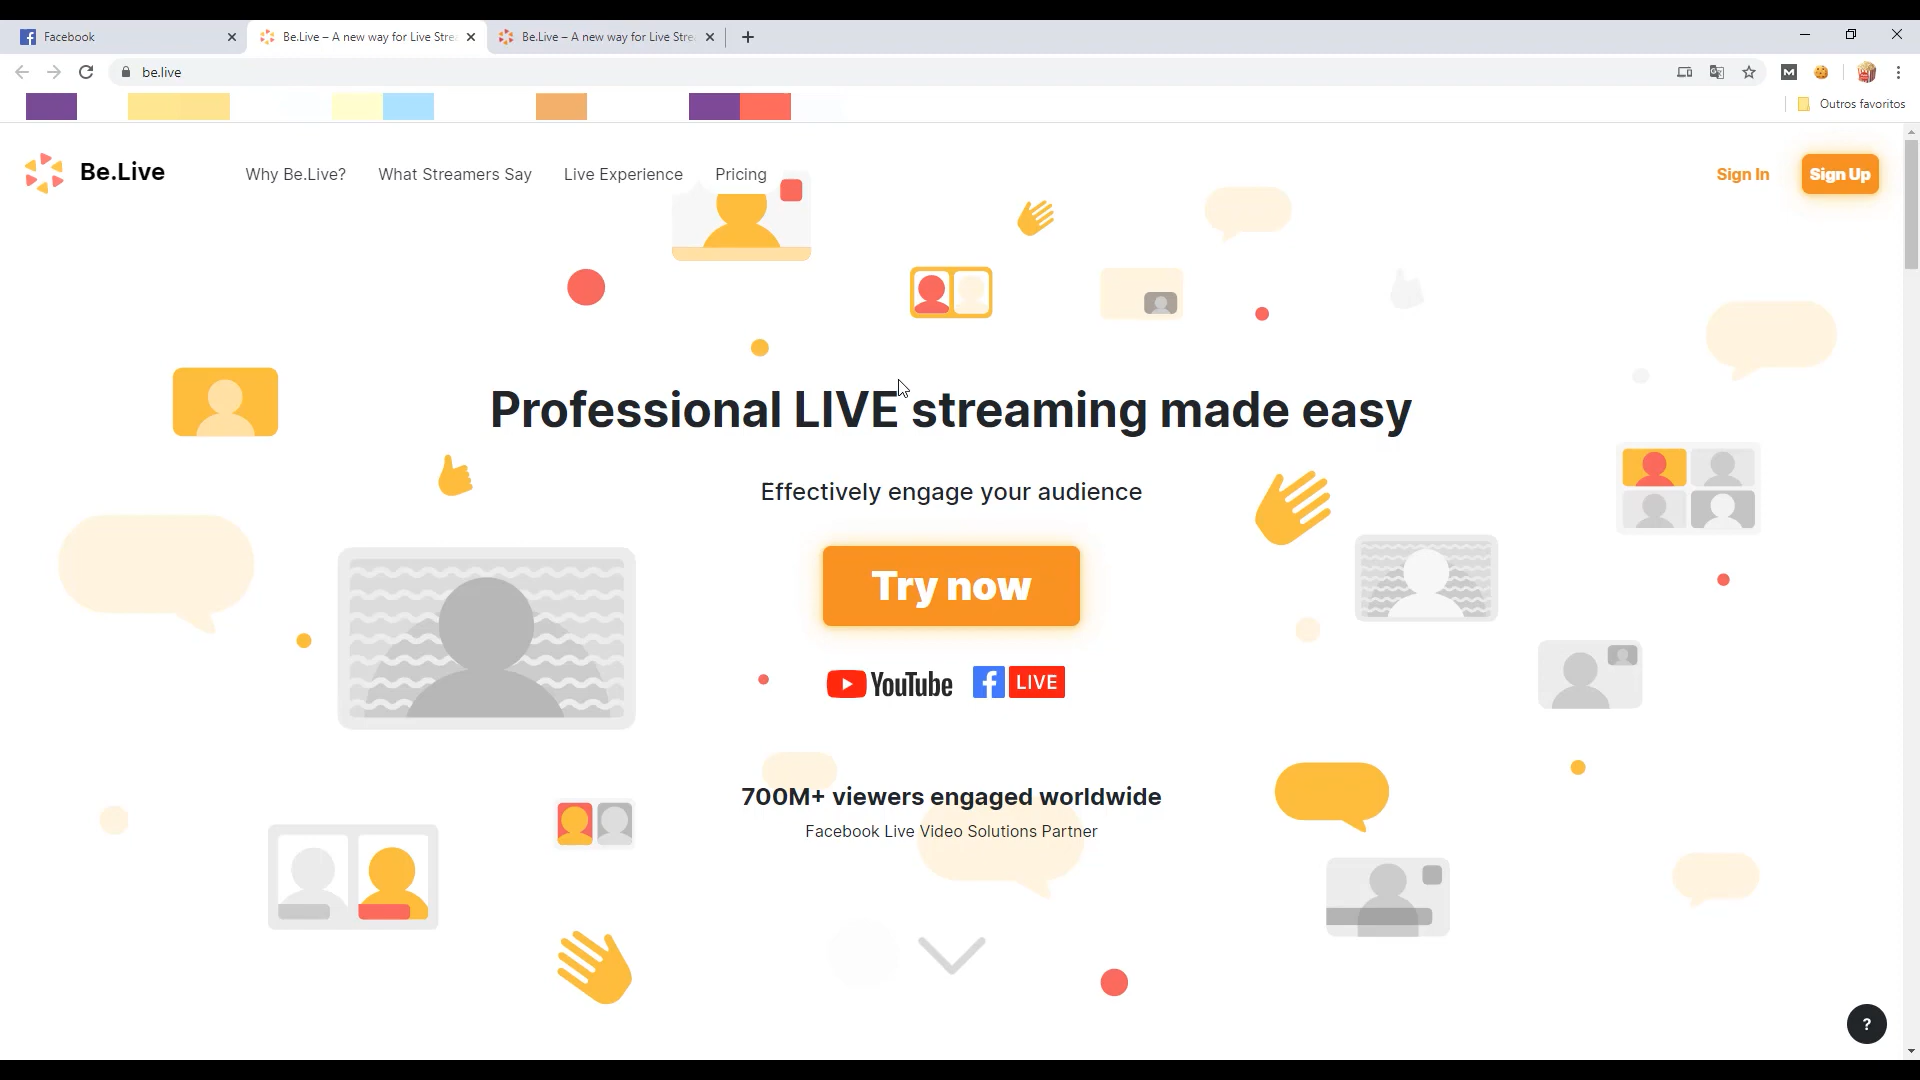 Facebook
Be.Live – A new way for Live Stre
Be.Live – A new way for Live Stre
be.live
M
Outros favoritos
Be.Live
Why Be.Live?
What Streamers Say
Live Experience
Pricing
Sign In
Sign Up
Professional LIVE streaming made easy
Effectively engage your audience
Try now
YouTube
f LIVE
700M+ viewers engaged worldwide
Facebook Live Video Solutions Partner
?